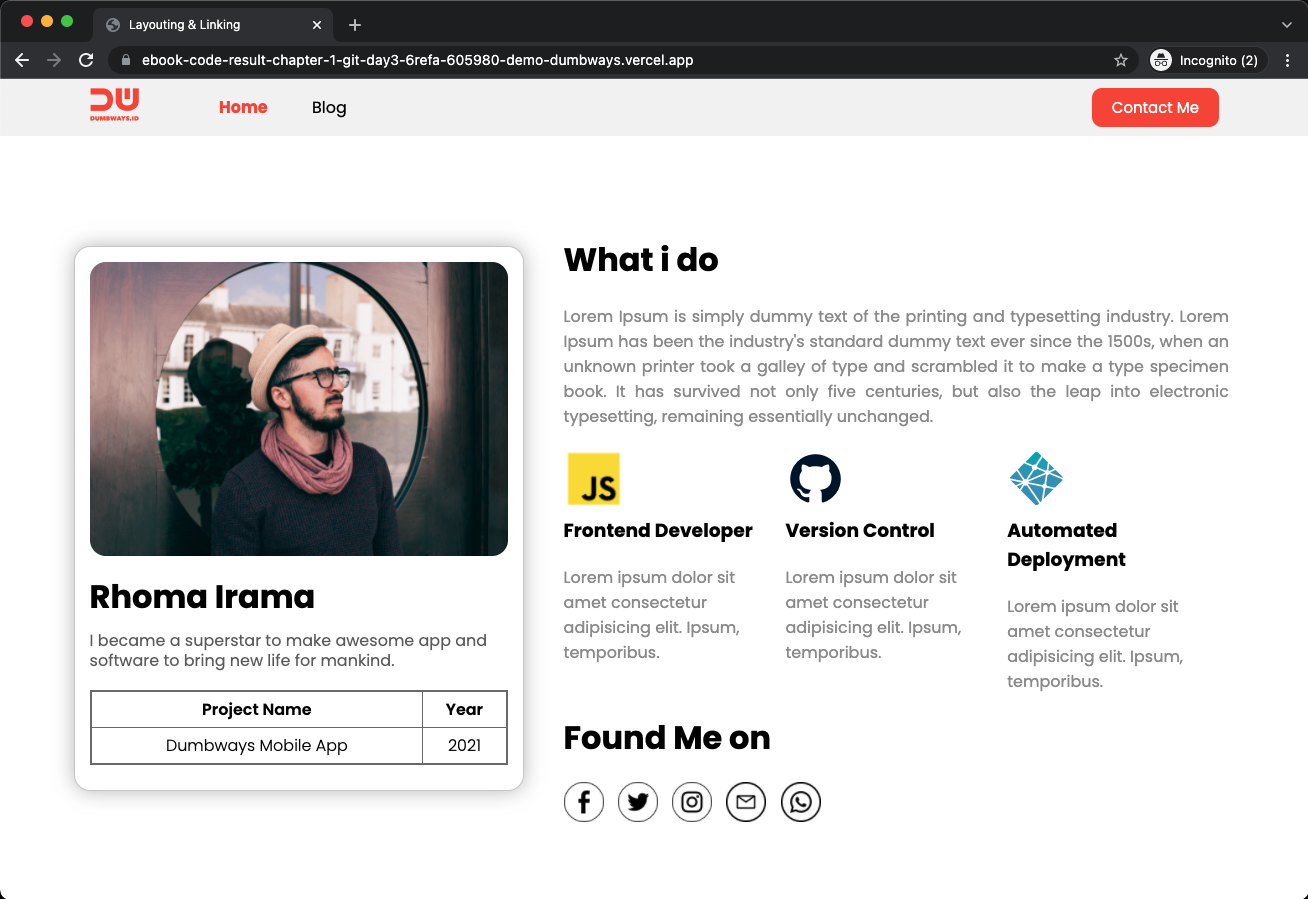 Layouting & Linking
ebook-code-result-chapter-1-git-day3-6refa-605980-demo-dumbways.vercel.app
Incognito (2)
DUMBWAYS.ID
Home
Blog
Contact Me
Rhoma Irama
I became a superstar to make awesome app and
software to bring new life for mankind.
Project Name Year
Dumbways Mobile App 2021
What i do
Lorem Ipsum is simply dummy text of the printing and typesetting industry. Lorem
Ipsum has been the industry's standard dummy text ever since the 1500s, when an
unknown printer took a galley of type and scrambled it to make a type specimen
book. It has survived not only five centuries, but also the leap into electronic
typesetting, remaining essentially unchanged.
JS
Frontend Developer
Lorem ipsum dolor sit
amet consectetur
adipisicing elit. Ipsum,
temporibus.
Version Control
Lorem ipsum dolor sit
amet consectetur
adipisicing elit. Ipsum,
temporibus.
Automated
Deployment
Lorem ipsum dolor sit
amet consectetur
adipisicing elit. Ipsum,
temporibus.
Found Me on